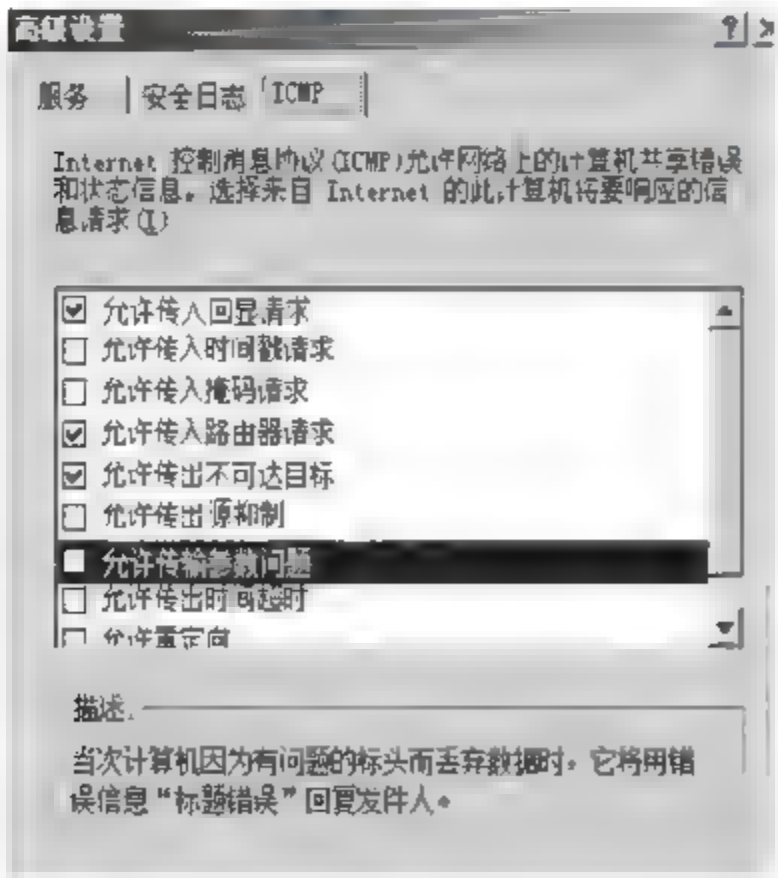 高级设置
服务 安全日志 ICMP
Internet 控制消息协议(ICMP)允许网络上的计算机共享错误
和状态信息。选择来自 Internet 的此计算机将要响应的信
息请求(I)
允许传入回显请求
允许传入时间戳请求
允许传入掩码请求
允许传入路由器请求
允许传出不可达目标
允许传出源抑制
允许传输参数问题
允许传出时间超时
允许重定向
描述:
当次计算机因为有问题的标头而丢弃数据时。它将用错
误信息“标题错误”回复发件人。